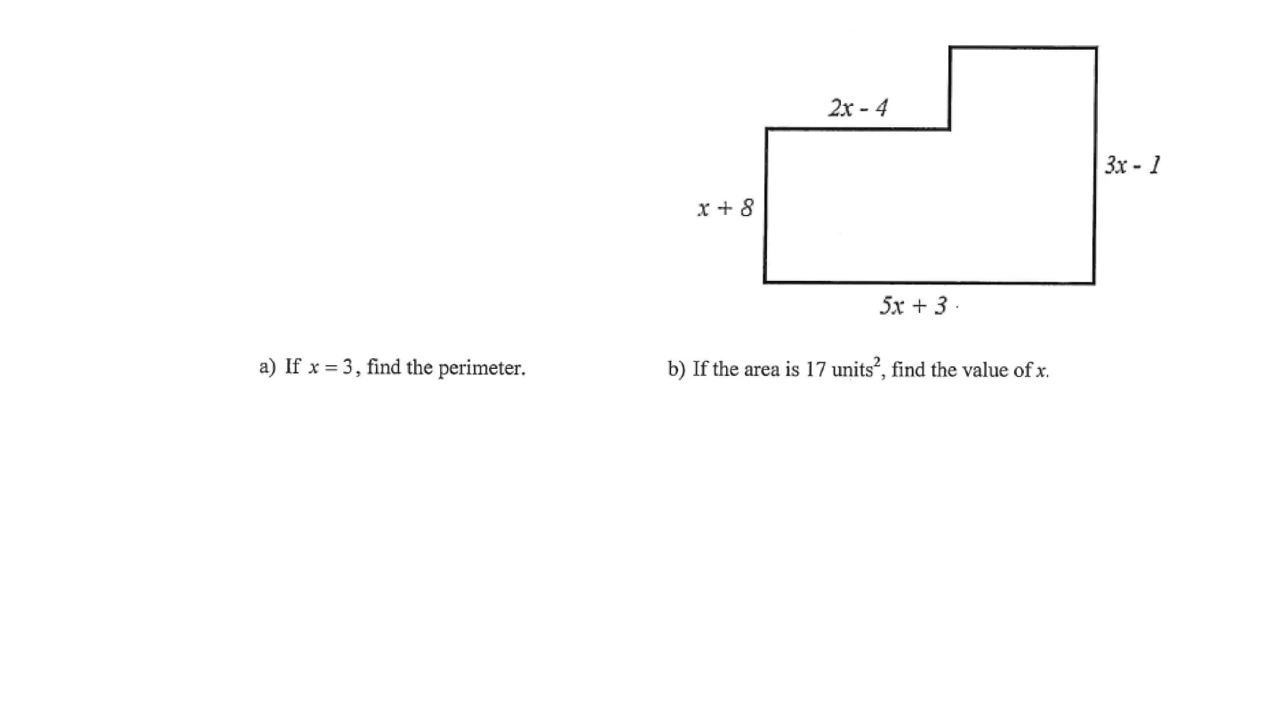 2x - 4
3x - 1
x + 8
5x + 3
a) If x = 3, find the perimeter.
b) If the area is 17 units², find the value of x.